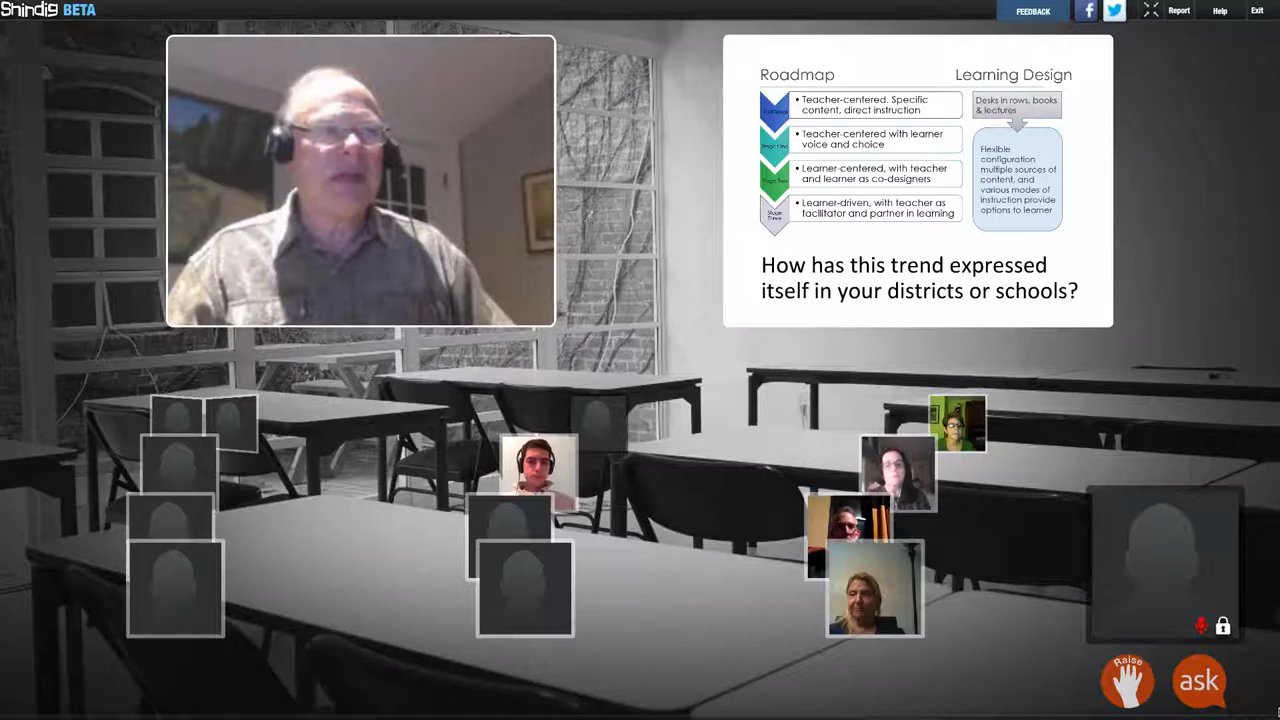 Shindig BETA
FEEDBACK
Report
Help
Exit
Roadmap
Learning Design
• Teacher-centered. Specific
content, direct instruction
• Teacher-centered with learner
voice and choice
• Learner-centered, with teacher
and learner as co-designers
Stage
Three
• Learner-driven, with teacher as
facilitator and partner in learning
Desks in rows, books
& lectures
Flexible
configuration
multiple sources of
content, and
various modes of
instruction provide
options to learner
How has this trend expressed
itself in your districts or schools?
Raise
ask